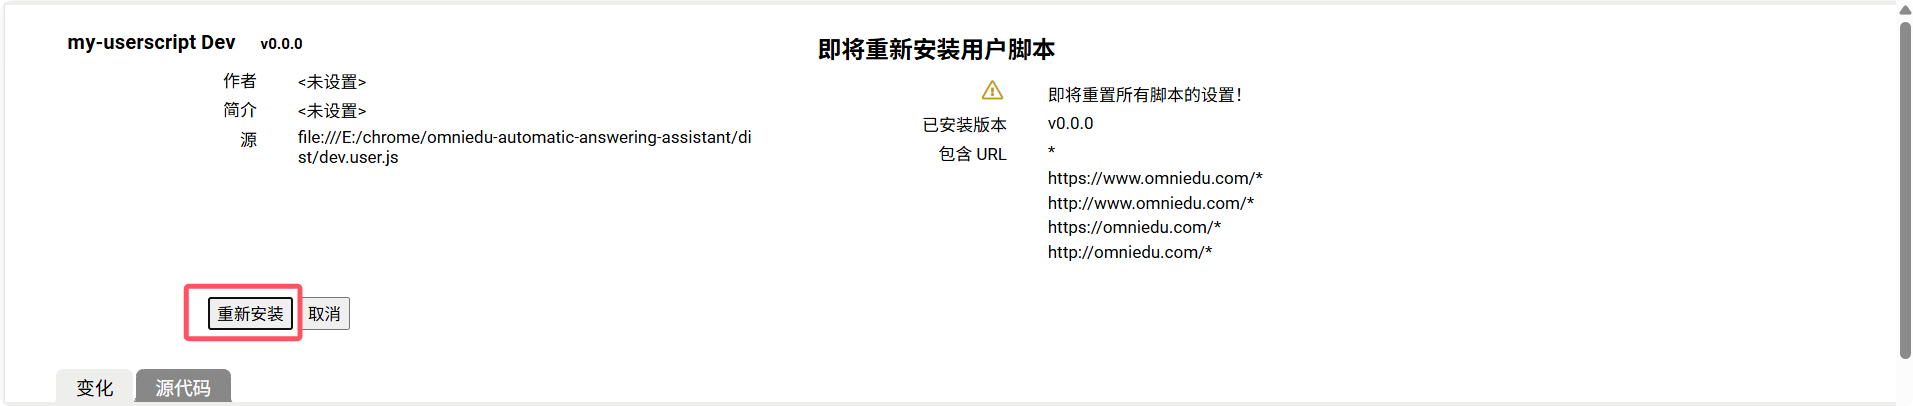 my-userscript Dev v0.0.0
作者 <未设置>
简介 <未设置>
源 file:///E:/chrome/omniedu-automatic-answering-assistant/di
st/dev.user.js
即将重新安装用户脚本
即将重置所有脚本的设置!
已安装版本 v0.0.0
包含 URL *
https://www.omniedu.com/*
http://www.omniedu.com/*
https://omniedu.com/*
http://omniedu.com/*
重新安装 取消
变化 源代码